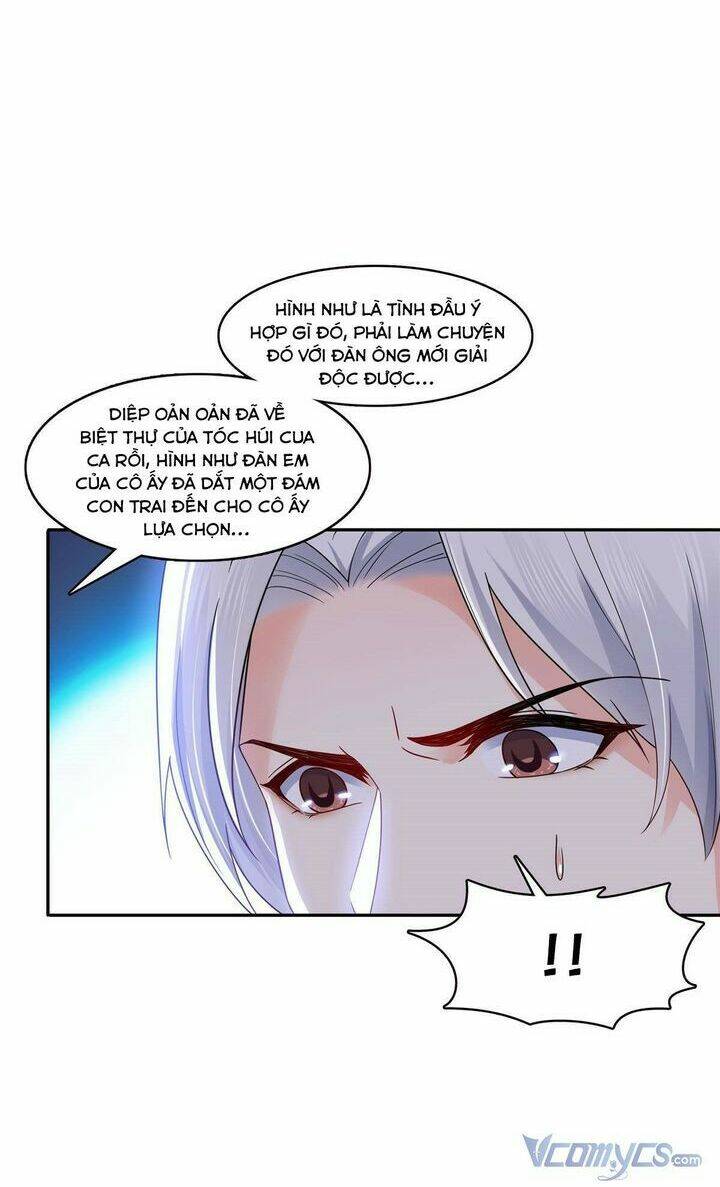 HÌNH NHƯ LÀ TÌNH ĐẦU Ý
HỢP GÌ ĐÓ, PHẢI LÀM CHUYỆN
ĐÓ VỚI ĐÀN ÔNG MỚI GIẢI
ĐỘC ĐƯỢC...
DIỆP OẢN OẢN ĐÃ VỀ
BIỆT THỰ CỦA TÓC HÚI CUA
CA RỒI, HÌNH NHƯ ĐÀN EM
CỦA CÔ ẤY ĐÃ DẮT MỘT ĐÁM
CON TRAI ĐẾN CHO CÔ ẤY
LỰA CHỌN...
!!
VCOMYCS.com